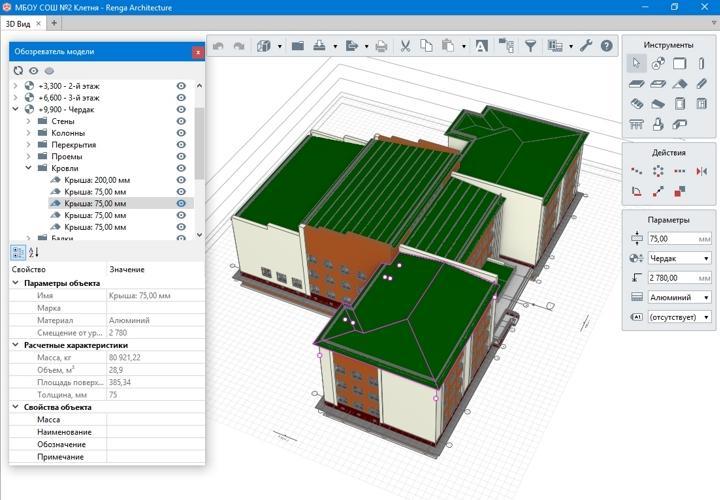 МБОУ СОШ №2 Клетня - Renga Architecture
3D Вид
Обозреватель модели
+3,300 - 2-й этаж
+6,600 - 3-й этаж
+9,900 - Чердак
Стены
Колонны
Перекрытия
Проемы
Кровли
Крыша: 200,00 мм
Крыша: 75,00 мм
Крыша: 75,00 мм
Крыша: 75,00 мм
Крыша: 75,00 мм
Балки
Свойство Значение
Параметры объекта
Имя Крыша: 75,00 мм
Марка
Материал Алюминий
Смещение от ур... 2 780
Расчетные характеристики
Масса, кг 80 921,22
Объем, м³ 28,9
Площадь поверх... 385,34
Толщина, мм 75
Свойства объекта
Масса
Наименование
Обозначение
Примечание
Инструменты
Действия
Параметры
75,00 мм
Чердак
2 780,00 мм
Алюминий
(отсутствует)